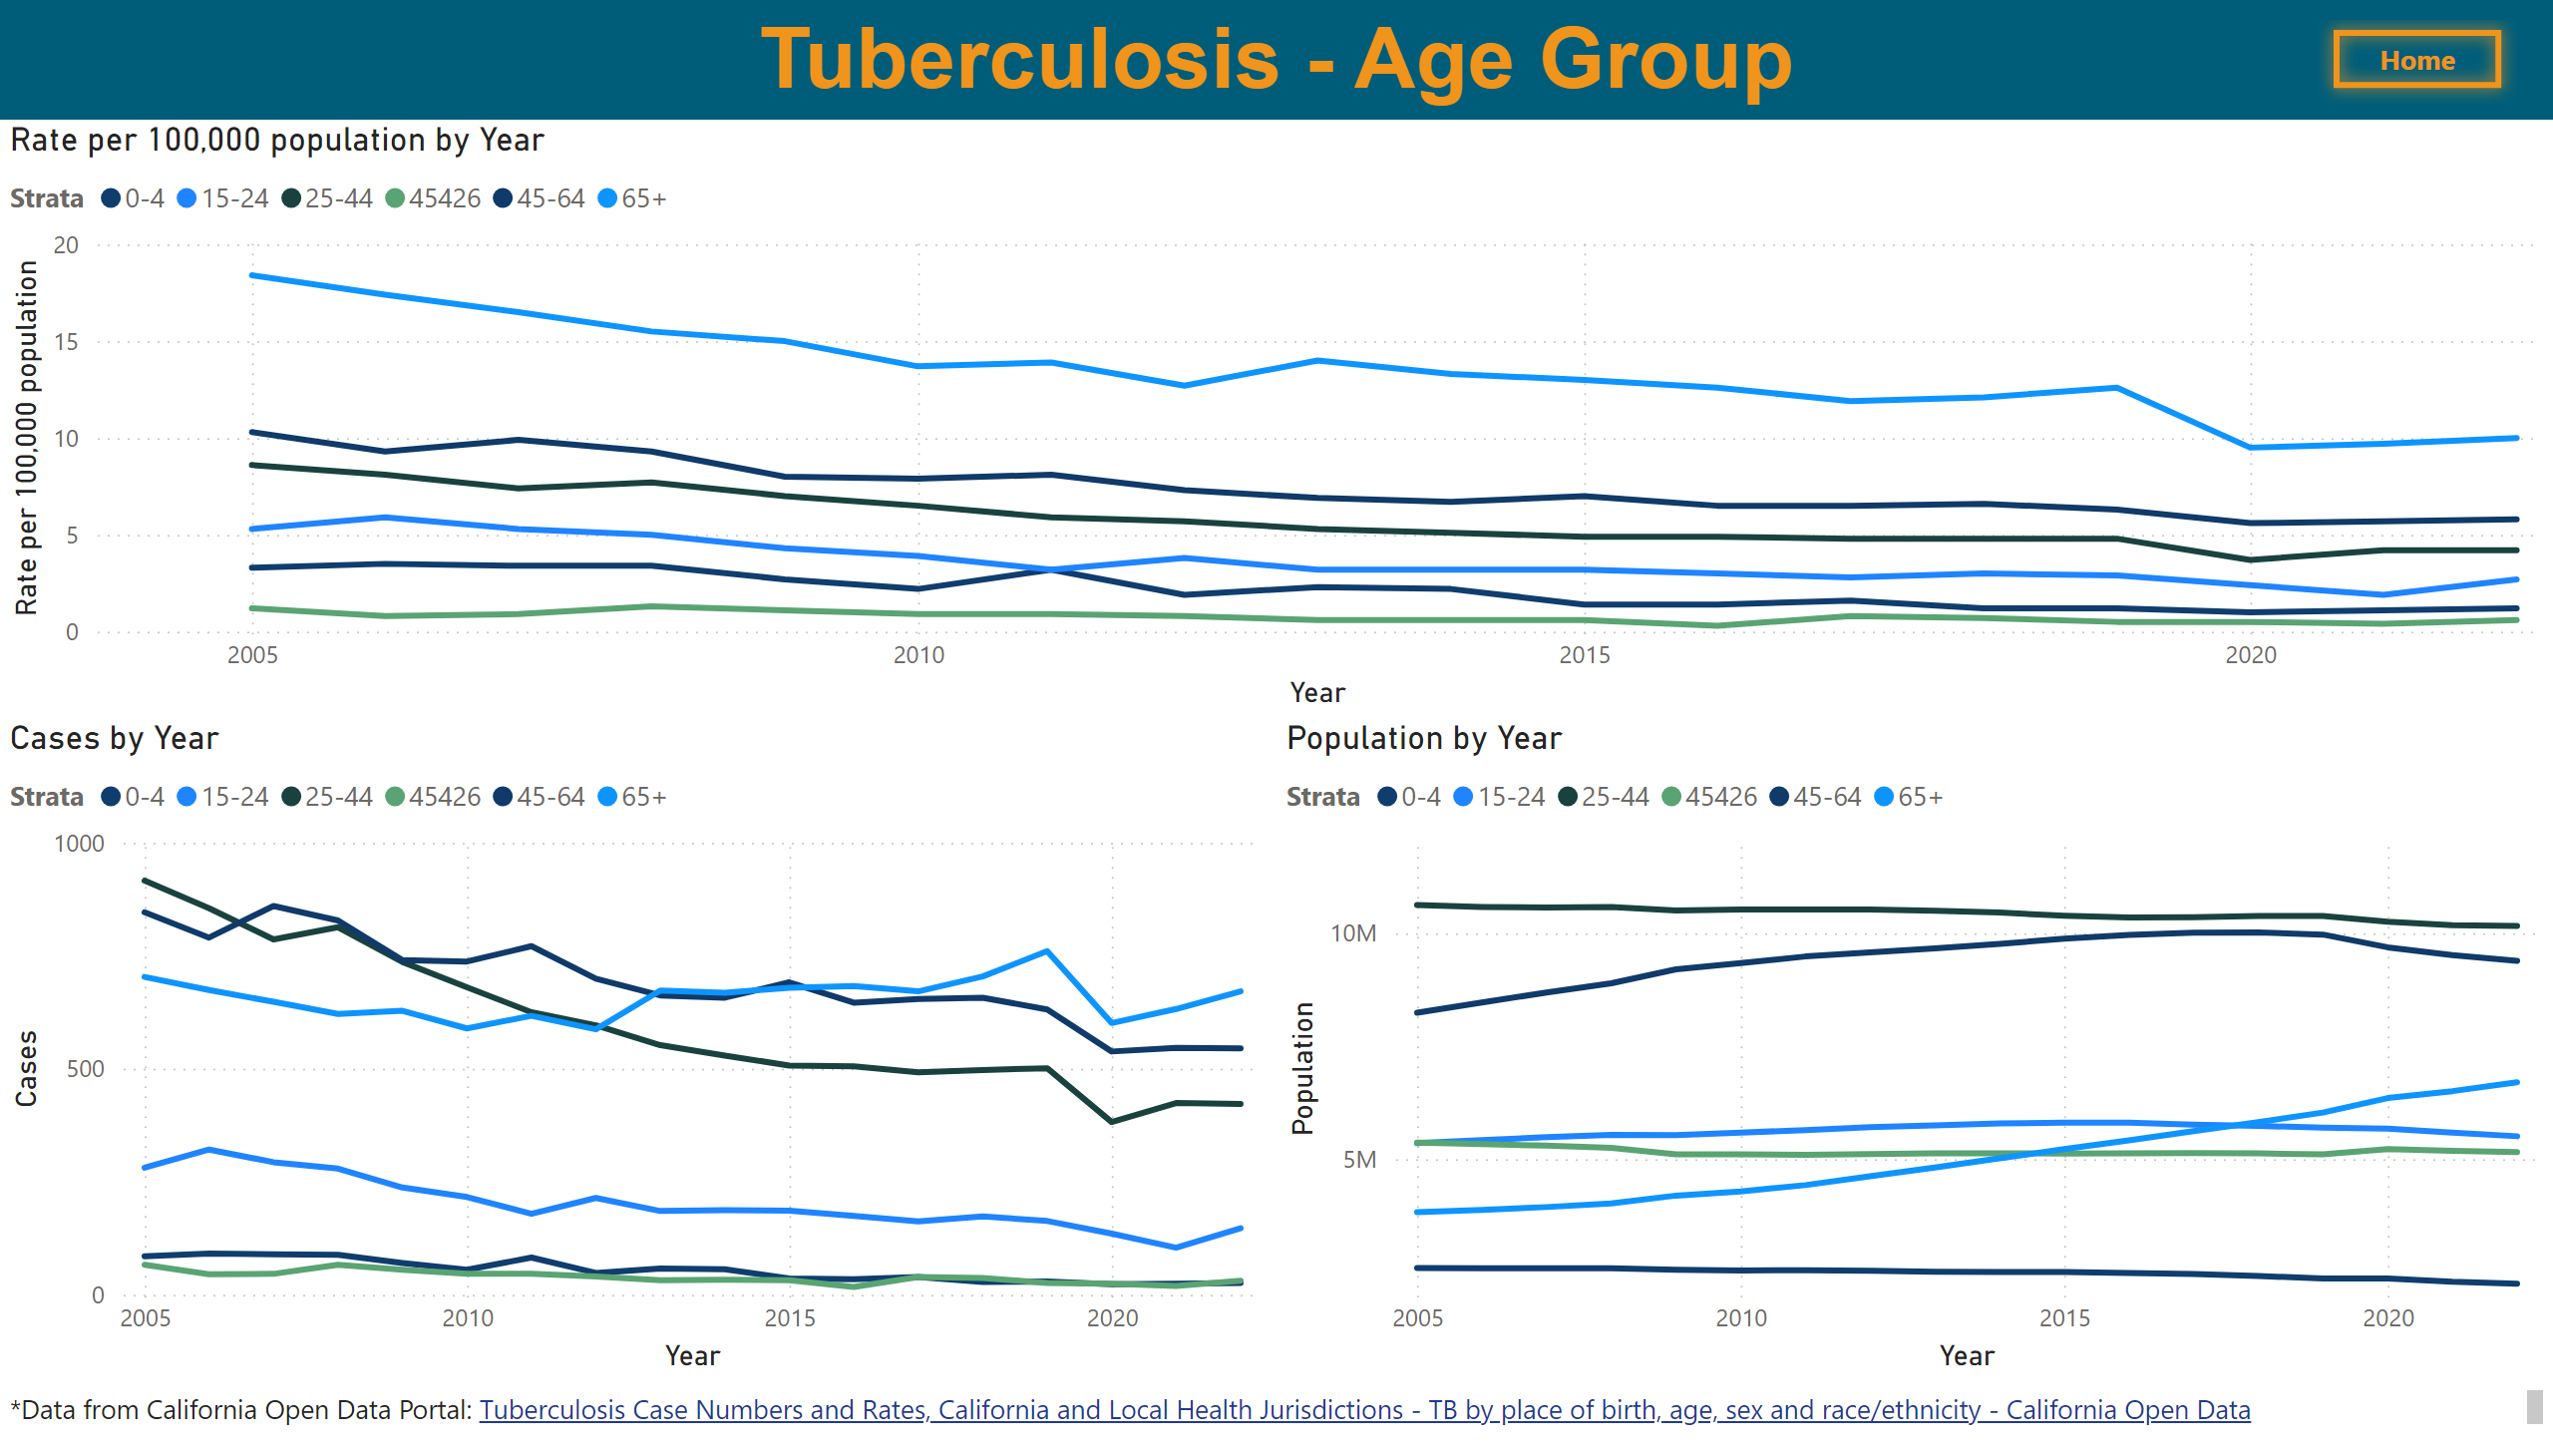 Tuberculosis - Age Group
Home
Rate per 100,000 population by Year
Strata 0-4 15-24 25-44 45426 45-64 65+
Rate per 100,000 population
20
15
10
5
0
2005 2010 2015 2020
Year
Cases by Year
Strata 0-4 15-24 25-44 45426 45-64 65+
Cases
1000
500
0
2005 2010 2015 2020
Year
Population by Year
Strata 0-4 15-24 25-44 45426 45-64 65+
Population
10M
5M
2005 2010 2015 2020
Year
*Data from California Open Data Portal: Tuberculosis Case Numbers and Rates, California and Local Health Jurisdictions - TB by place of birth, age, sex and race/ethnicity - California Open Data